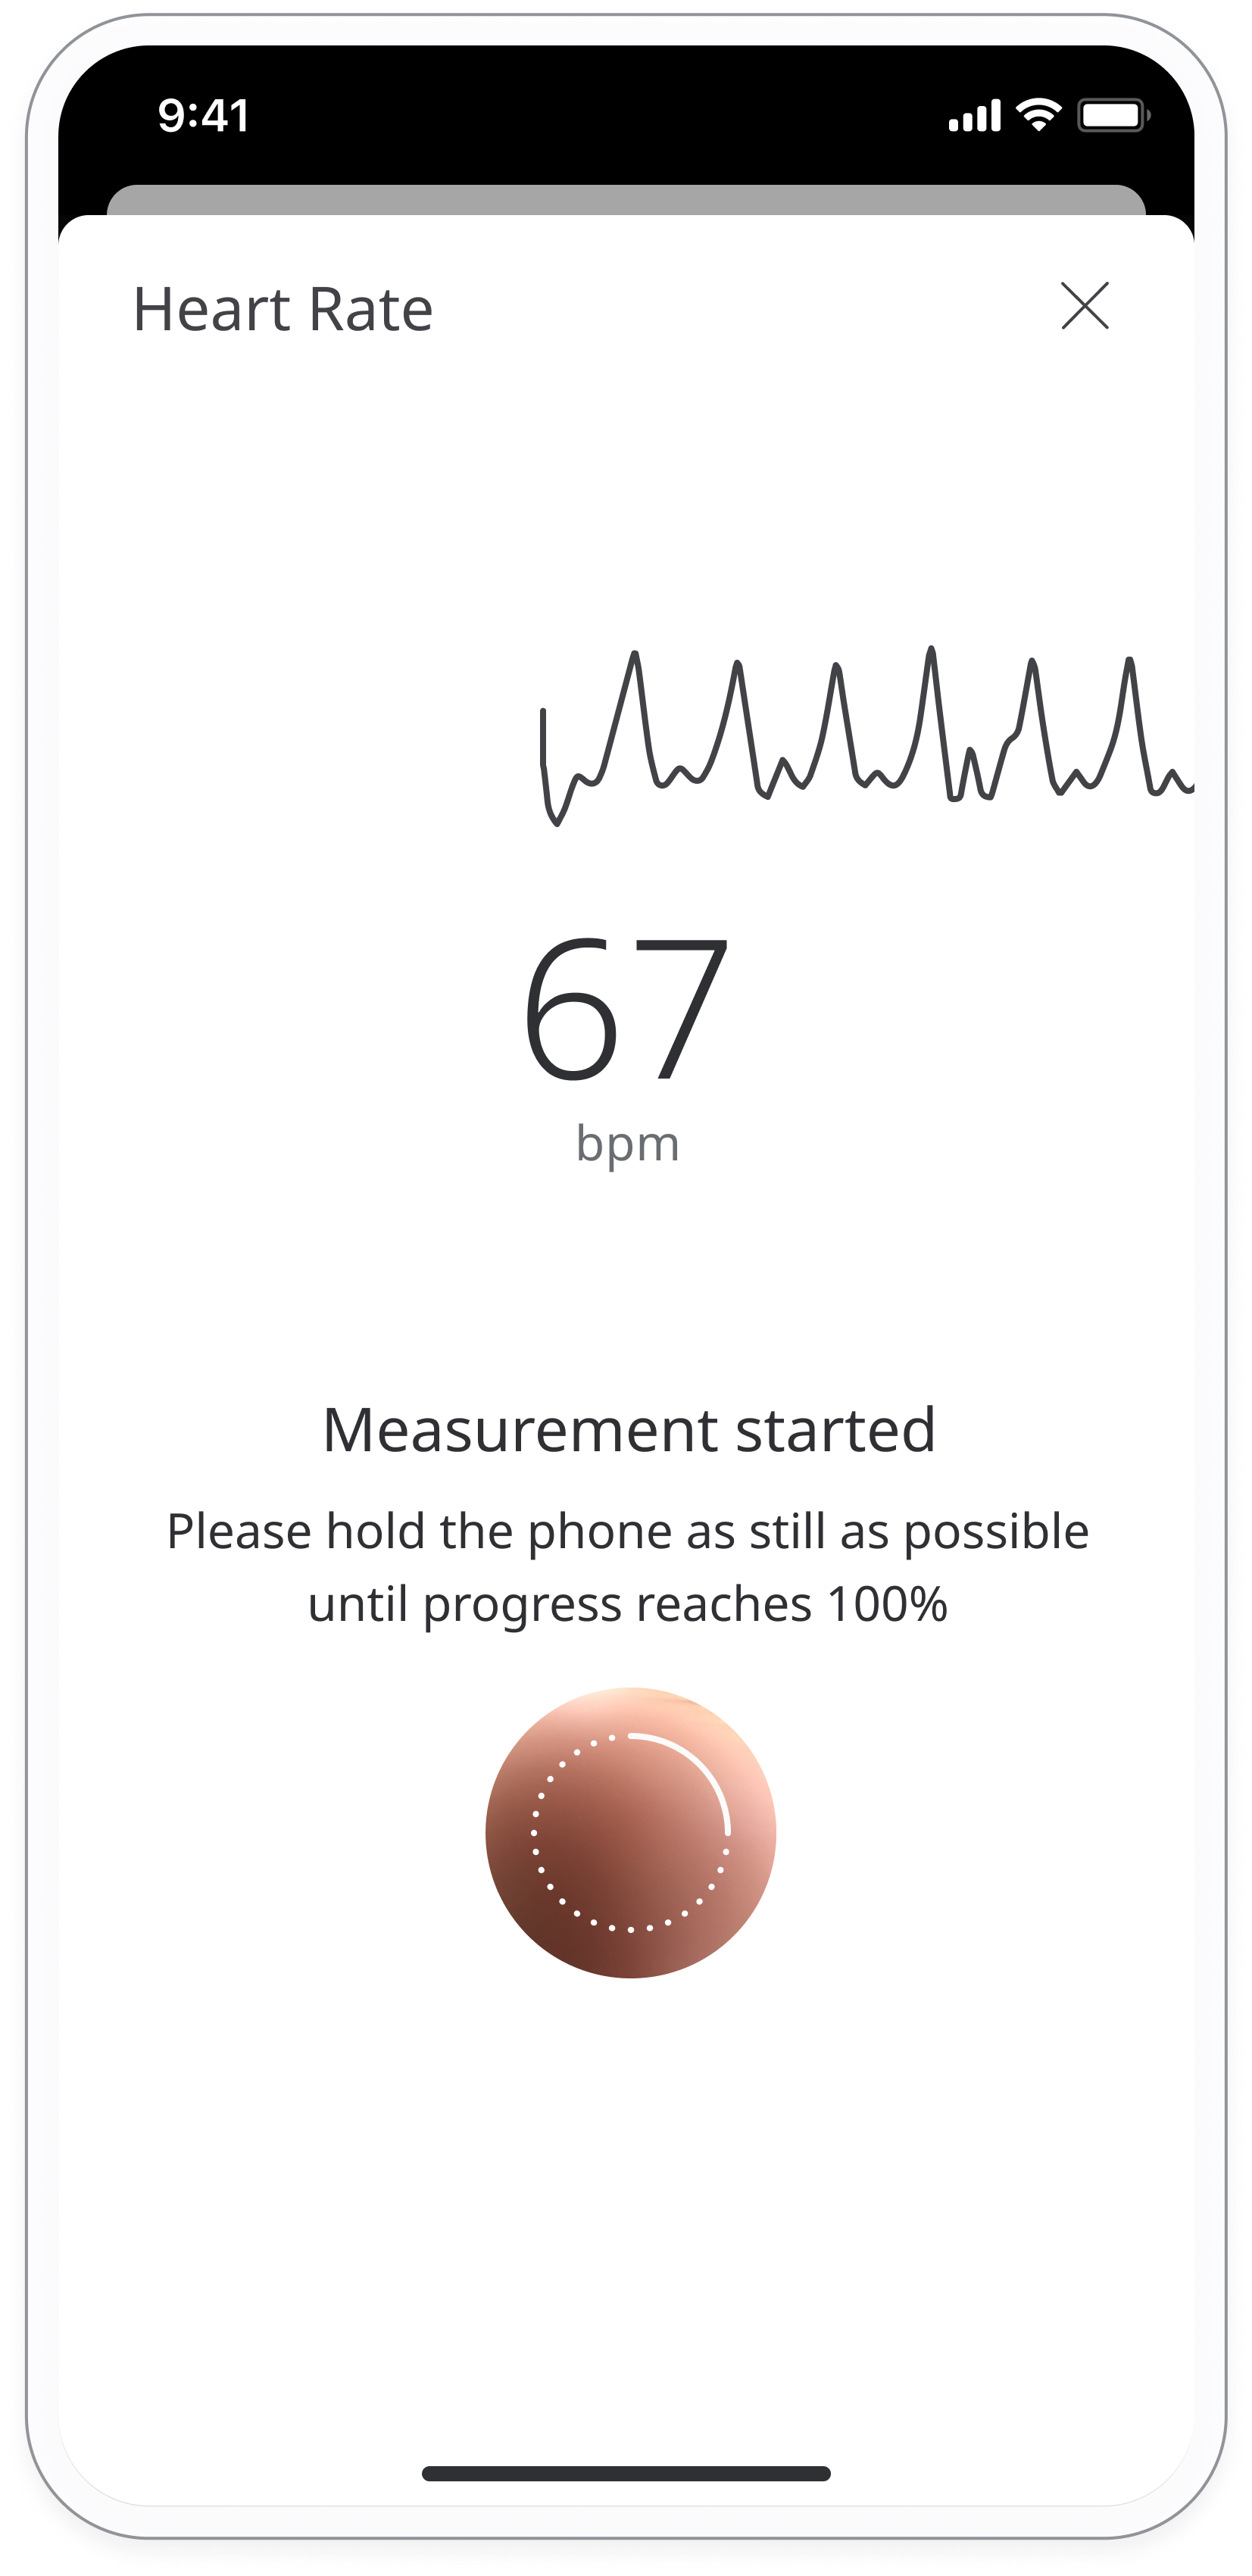 9:41
Heart Rate
67
bpm
Measurement started
Please hold the phone as still as possible
until progress reaches 100%